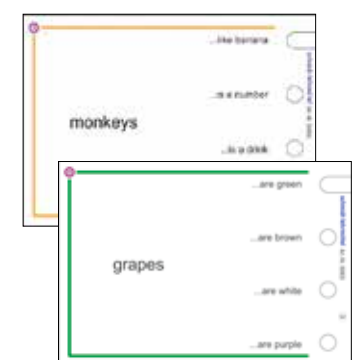 ...like banana
...is a number
monkeys
...is a drink
...are green
...are brown
grapes
...are white
...are purple